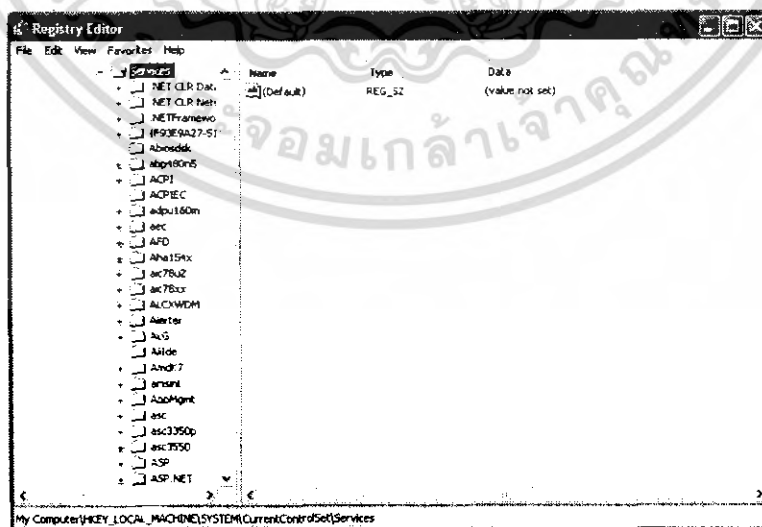 Registry Editor
File Edit View Favorites Help
Services
.NET CLR Data
.NET CLR Netw
.NETFramewo
{F93E9A27-51
Abiosdsk
abp480n5
ACPI
ACPIEC
adpu160m
aec
AFD
Aha154x
aic78u2
aic78xx
ALCXWDM
Alerter
ALG
AliIde
AmdK7
amsint
AppMgmt
asc
asc3350p
asc3550
ASP
ASP.NET
Name Type Data
(Default) REG_SZ (value not set)
My Computer\HKEY_LOCAL_MACHINE\SYSTEM\CurrentControlSet\Services
จอมเกล้าเจ้าคุณ